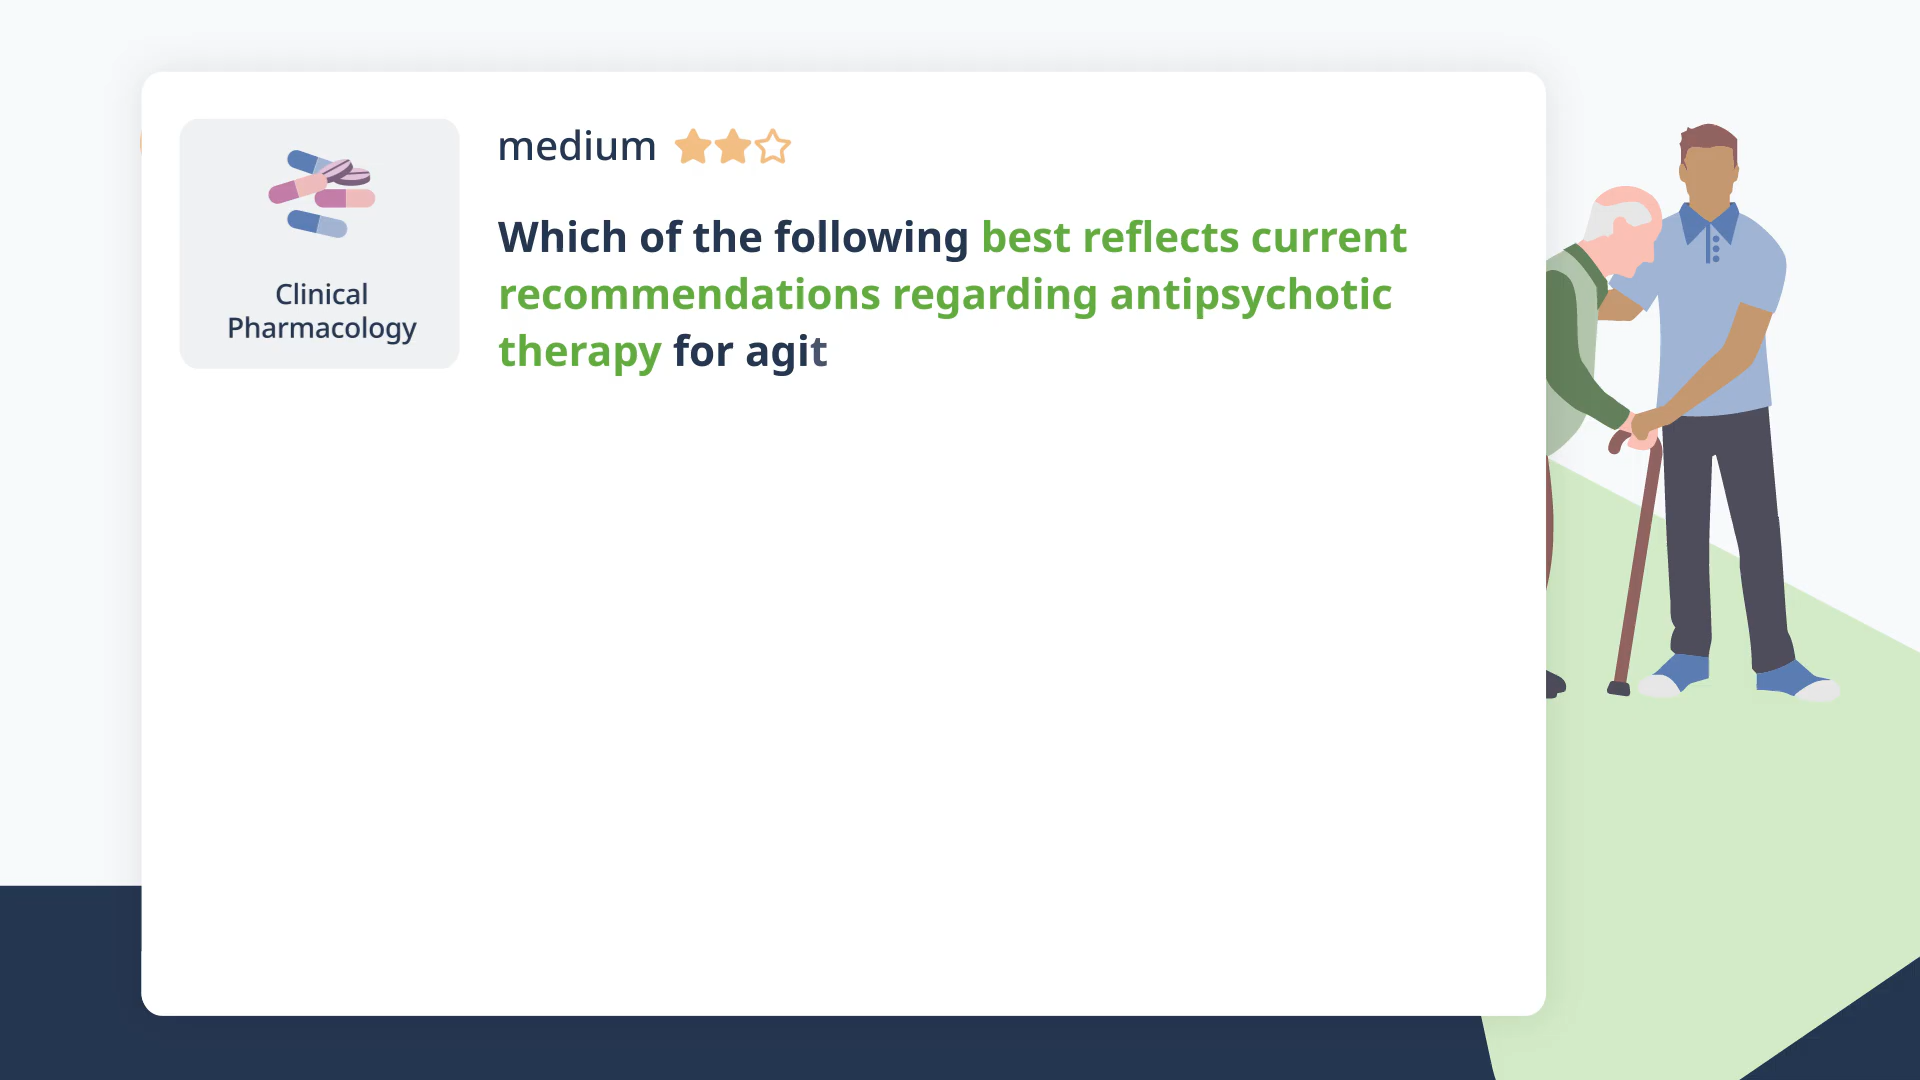 Clinical
Pharmacology
medium
Which of the following best reflects current
recommendations regarding antipsychotic
therapy for agit